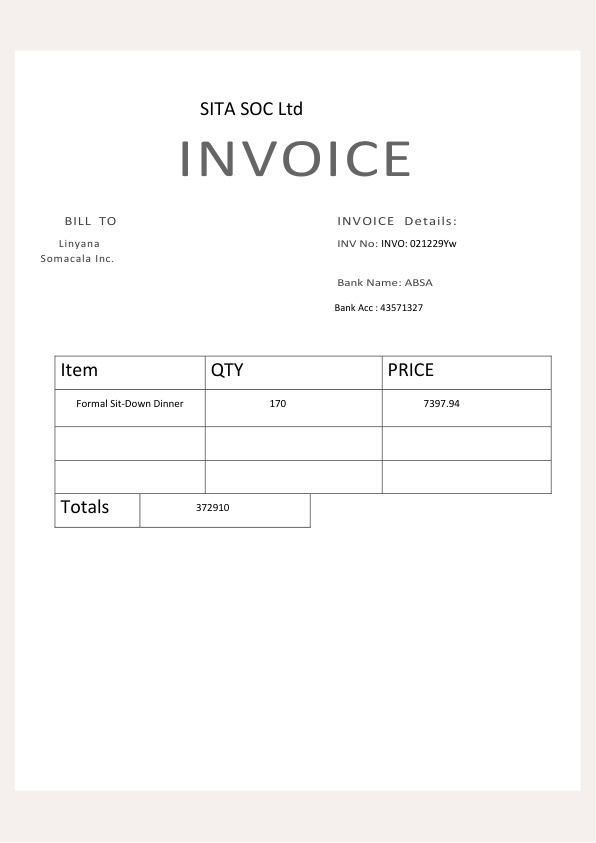 SITA SOC Ltd
INVOICE
BILL TO
INVOICE Details:
Linyana
Somacala Inc.
INV No: INVO: 021229Yw
Bank Name: ABSA
Bank Acc : 43571327
Item QTY PRICE
Formal Sit-Down Dinner 170 7397.94
Totals 372910